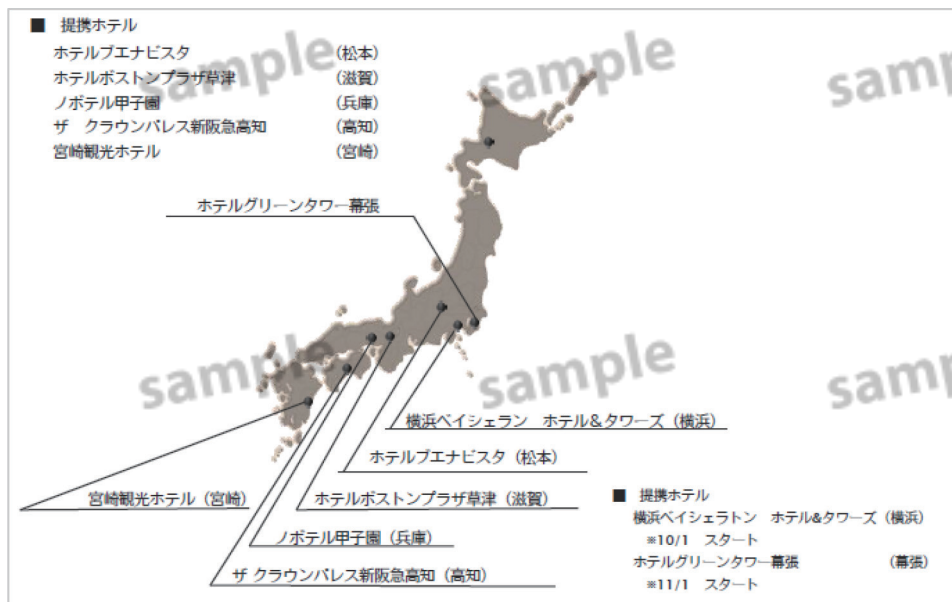 ■ 提携ホテル
ホテルブエナビスタ （松本）
ホテルボストンプラザ草津 （滋賀）
ノボテル甲子園 （兵庫）
ザ クラウンパレス新阪急高知 （高知）
宮崎観光ホテル （宮崎）
sample
sample
sample
ホテルグリーンタワー幕張
sample
sample
sample
横浜ベイシェラン ホテル＆タワーズ（横浜）
ホテルブエナビスタ（松本）
宮崎観光ホテル（宮崎）
ホテルボストンプラザ草津（滋賀）
ノボテル甲子園（兵庫）
ザ クラウンパレス新阪急高知（高知）
■ 提携ホテル
横浜ベイシェラトン ホテル&タワーズ（横浜）
※10/1 スタート
ホテルグリーンタワー幕張 （幕張）
※11/1 スタート